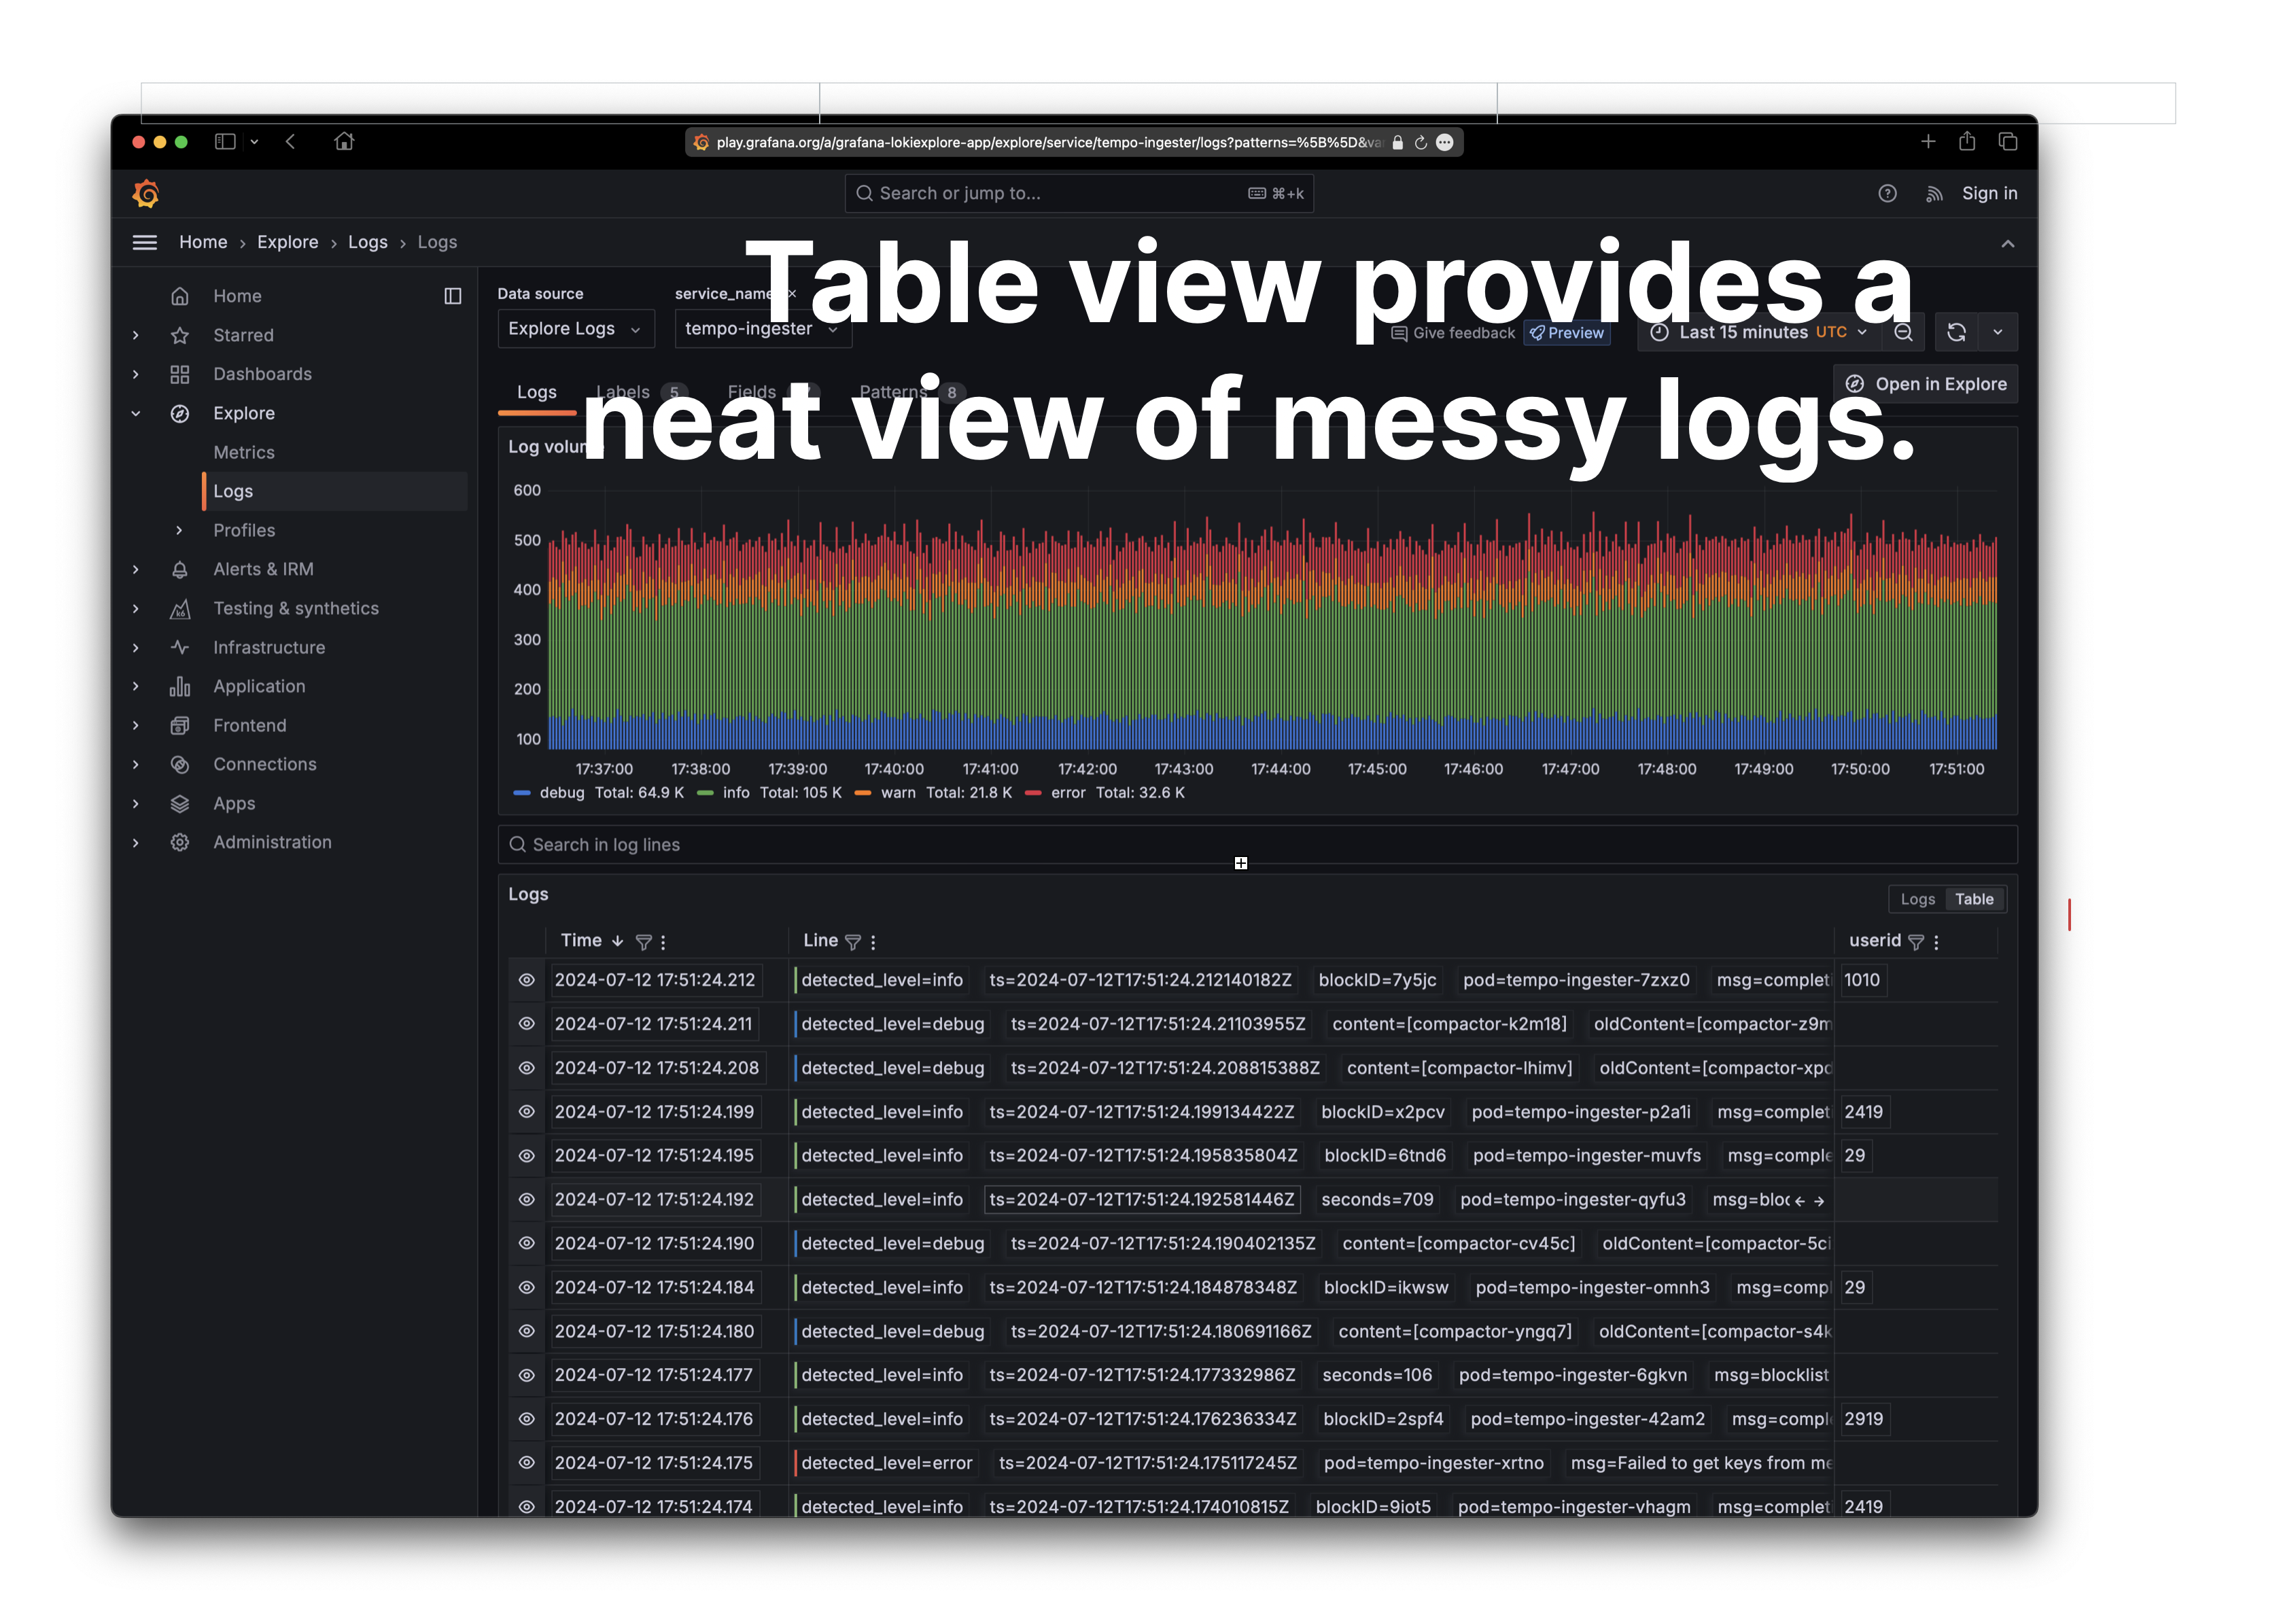 play.grafana.org/a/grafana-lokiexplore-app/explore/service/tempo-ingester/logs?patterns=%5B%5D&va
Search or jump to... ⌘+k
Sign in
Home › Explore › Logs › Logs
Table view provides a
neat view of messy logs.
Home
Starred
Dashboards
Explore
Metrics
Logs
Profiles
Alerts & IRM
Testing & synthetics
Infrastructure
Application
Frontend
Connections
Apps
Administration
Data source
service_name
Explore Logs
tempo-ingester
Give feedback
Preview
Last 15 minutes UTC
Logs Labels 5 Fields Patterns 8
Open in Explore
Log volum
600
500
400
300
200
100
17:37:00 17:38:00 17:39:00 17:40:00 17:41:00 17:42:00 17:43:00 17:44:00 17:45:00 17:46:00 17:47:00 17:48:00 17:49:00 17:50:00 17:51:00
debug Total: 64.9 K info Total: 105 K warn Total: 21.8 K error Total: 32.6 K
Search in log lines
Logs
Logs Table
Time Line userid
2024-07-12 17:51:24.212 detected_level=info ts=2024-07-12T17:51:24.212140182Z blockID=7y5jc pod=tempo-ingester-7zxz0 msg=completi 1010
2024-07-12 17:51:24.211 detected_level=debug ts=2024-07-12T17:51:24.21103955Z content=[compactor-k2m18] oldContent=[compactor-z9m
2024-07-12 17:51:24.208 detected_level=debug ts=2024-07-12T17:51:24.208815388Z content=[compactor-lhimv] oldContent=[compactor-xpd
2024-07-12 17:51:24.199 detected_level=info ts=2024-07-12T17:51:24.199134422Z blockID=x2pcv pod=tempo-ingester-p2a1i msg=complet 2419
2024-07-12 17:51:24.195 detected_level=info ts=2024-07-12T17:51:24.195835804Z blockID=6tnd6 pod=tempo-ingester-muvfs msg=comple 29
2024-07-12 17:51:24.192 detected_level=info ts=2024-07-12T17:51:24.192581446Z seconds=709 pod=tempo-ingester-qyfu3 msg=bloc
2024-07-12 17:51:24.190 detected_level=debug ts=2024-07-12T17:51:24.190402135Z content=[compactor-cv45c] oldContent=[compactor-5ci
2024-07-12 17:51:24.184 detected_level=info ts=2024-07-12T17:51:24.184878348Z blockID=ikwsw pod=tempo-ingester-omnh3 msg=compl 29
2024-07-12 17:51:24.180 detected_level=debug ts=2024-07-12T17:51:24.180691166Z content=[compactor-yngq7] oldContent=[compactor-s4k
2024-07-12 17:51:24.177 detected_level=info ts=2024-07-12T17:51:24.177332986Z seconds=106 pod=tempo-ingester-6gkvn msg=blocklist
2024-07-12 17:51:24.176 detected_level=info ts=2024-07-12T17:51:24.176236334Z blockID=2spf4 pod=tempo-ingester-42am2 msg=compl 2919
2024-07-12 17:51:24.175 detected_level=error ts=2024-07-12T17:51:24.175117245Z pod=tempo-ingester-xrtno msg=Failed to get keys from me
2024-07-12 17:51:24.174 detected_level=info ts=2024-07-12T17:51:24.174010815Z blockID=9iot5 pod=tempo-ingester-vhagm msg=complet 2419